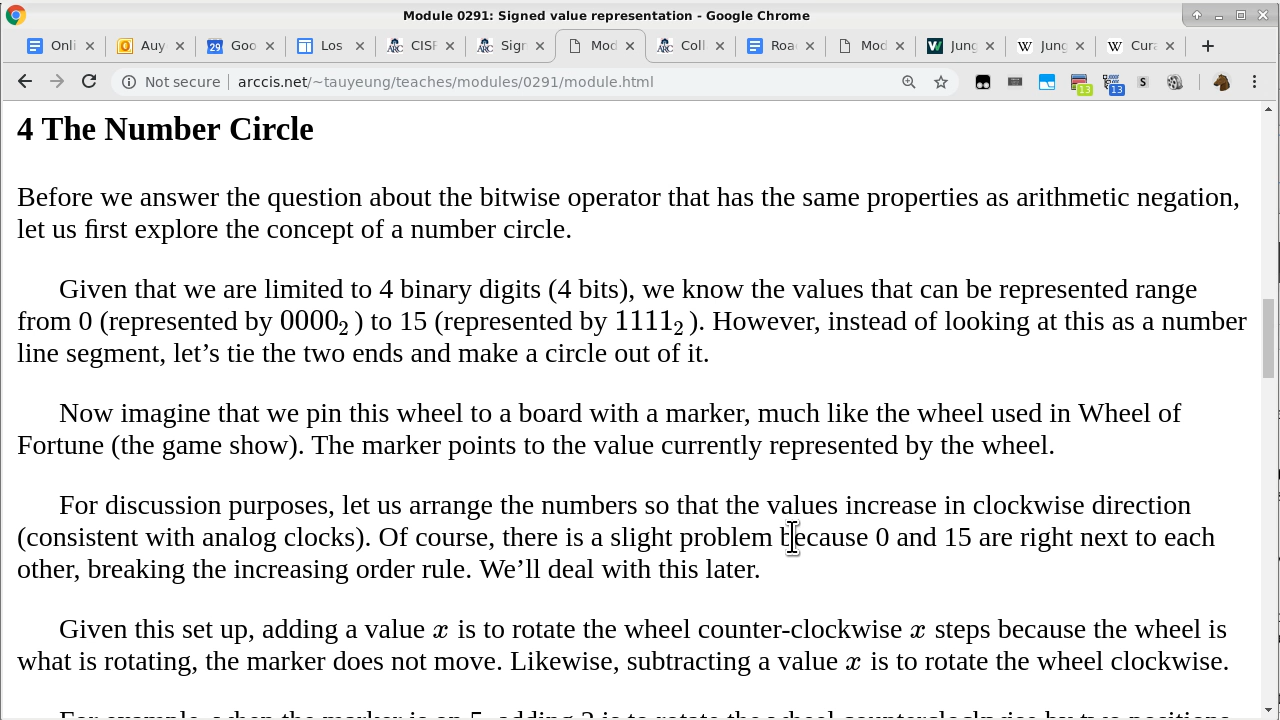 Module 0291: Signed value representation - Google Chrome
Onli
Auy
Goo
Los
CISF
Sign
Mod
Coll
Roa
Mod
Jung
Jung
Cura
Not secure
arccis.net/~tauyeung/teaches/modules/0291/module.html
13
13
4 The Number Circle
Before we answer the question about the bitwise operator that has the same properties as arithmetic negation,
let us first explore the concept of a number circle.
Given that we are limited to 4 binary digits (4 bits), we know the values that can be represented range
from 0 (represented by 0000₂ ) to 15 (represented by 1111₂ ). However, instead of looking at this as a number
line segment, let’s tie the two ends and make a circle out of it.
Now imagine that we pin this wheel to a board with a marker, much like the wheel used in Wheel of
Fortune (the game show). The marker points to the value currently represented by the wheel.
For discussion purposes, let us arrange the numbers so that the values increase in clockwise direction
(consistent with analog clocks). Of course, there is a slight problem because 0 and 15 are right next to each
other, breaking the increasing order rule. We’ll deal with this later.
Given this set up, adding a value x is to rotate the wheel counter-clockwise x steps because the wheel is
what is rotating, the marker does not move. Likewise, subtracting a value x is to rotate the wheel clockwise.